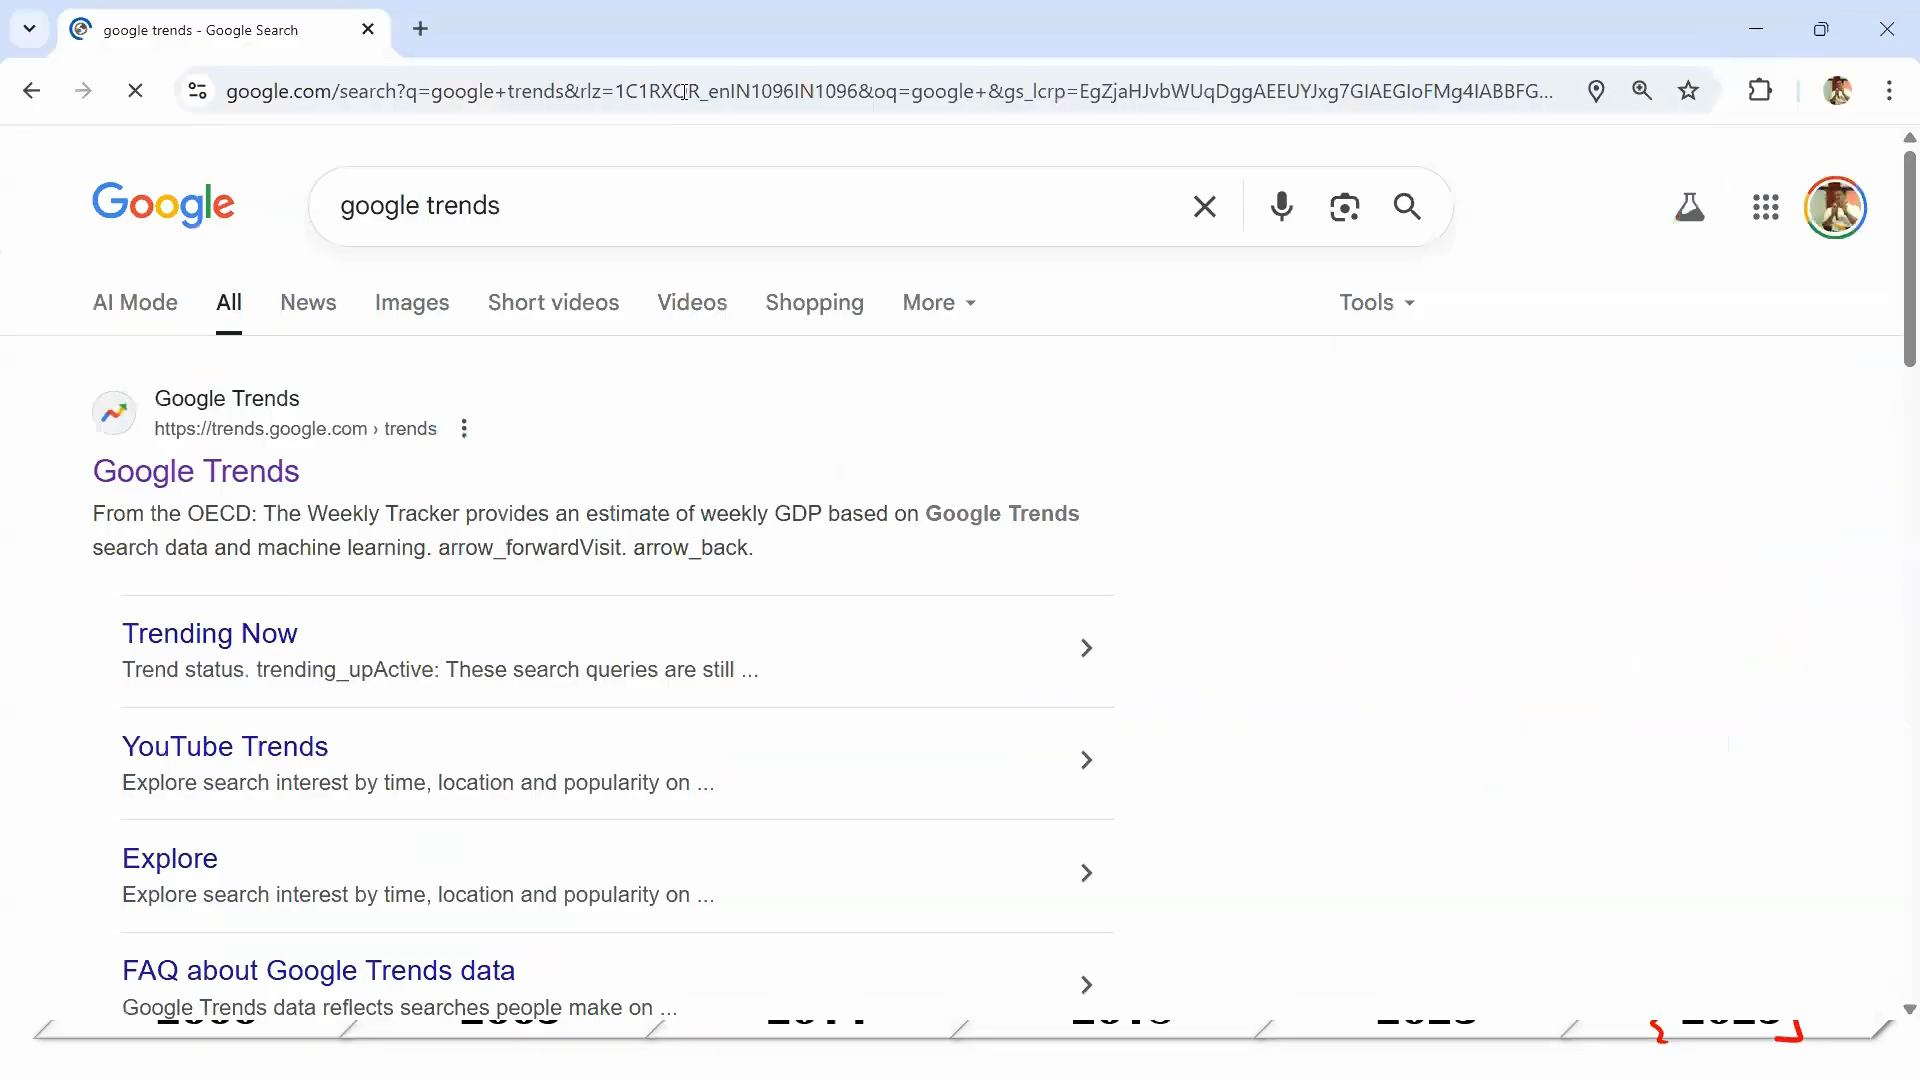 google trends - Google Search
google.com/search?q=google+trends&rlz=1C1RXCR_enIN1096IN1096&oq=google+&gs_lcrp=EgZjaHJvbWUqDggAEEUYJxg7GIAEGIoFMg4IABBFG...
Google
google trends
AI Mode
All
News
Images
Short videos
Videos
Shopping
More
Tools
Google Trends
https://trends.google.com › trends
Google Trends
From the OECD: The Weekly Tracker provides an estimate of weekly GDP based on Google Trends
search data and machine learning. arrow_forwardVisit. arrow_back.
Trending Now
Trend status. trending_upActive: These search queries are still ...
YouTube Trends
Explore search interest by time, location and popularity on ...
Explore
Explore search interest by time, location and popularity on ...
FAQ about Google Trends data
Google Trends data reflects searches people make on ...